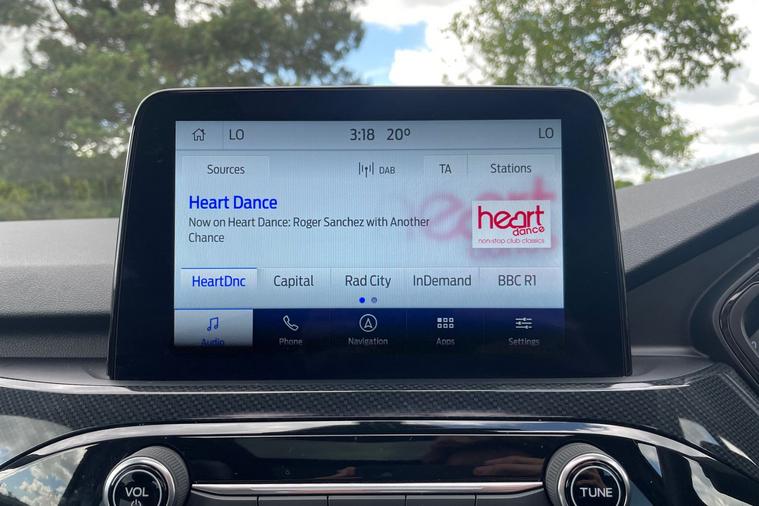 LO 3:18 20° LO
Sources DAB TA Stations
Heart Dance
Now on Heart Dance: Roger Sanchez with Another
Chance
heart
dance
non-stop club classics
HeartDnc Capital Rad City InDemand BBC R1
Audio Phone Navigation Apps Settings
VOL TUNE